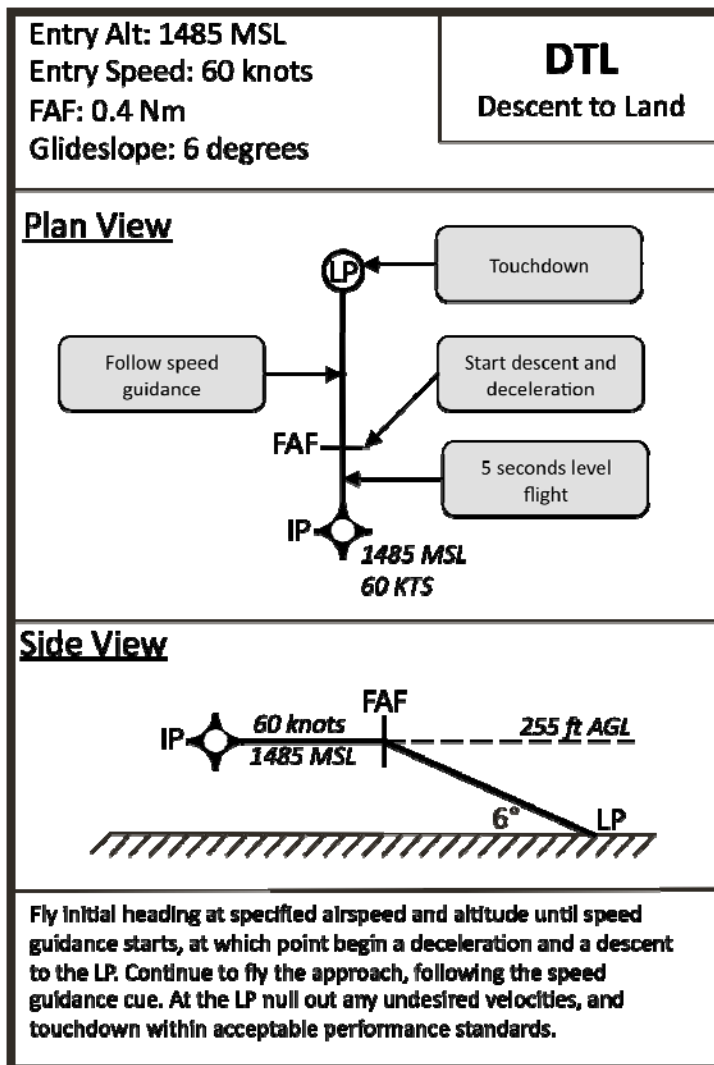 Entry Alt: 1485 MSL
Entry Speed: 60 knots
FAF: 0.4 Nm
Glideslope: 6 degrees
DTL
Descent to Land
Plan View
LP
Touchdown
Follow speed
guidance
Start descent and
deceleration
FAF
5 seconds level
flight
IP
1485 MSL
60 KTS
Side View
FAF
60 knots
255 ft AGL
IP
1485 MSL
6°
LP
Fly initial heading at specified airspeed and altitude until speed
guidance starts, at which point begin a deceleration and a descent
to the LP. Continue to fly the approach, following the speed
guidance cue. At the LP null out any undesired velocities, and
touchdown within acceptable performance standards.